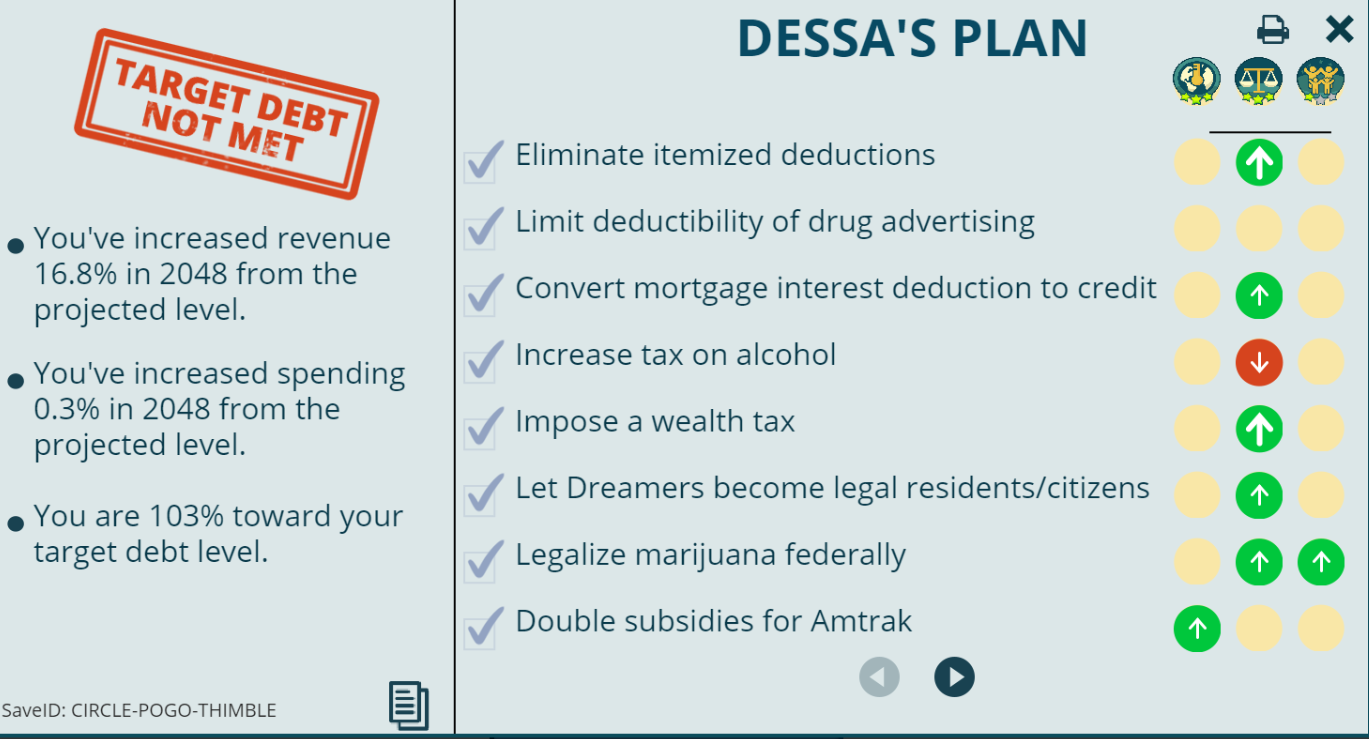 TARGET DEBT
NOT MET
You've increased revenue
16.8% in 2048 from the
projected level.
You've increased spending
0.3% in 2048 from the
projected level.
You are 103% toward your
target debt level.
SaveID: CIRCLE-POGO-THIMBLE
DESSA'S PLAN
Eliminate itemized deductions
Limit deductibility of drug advertising
Convert mortgage interest deduction to credit
Increase tax on alcohol
Impose a wealth tax
Let Dreamers become legal residents/citizens
Legalize marijuana federally
Double subsidies for Amtrak